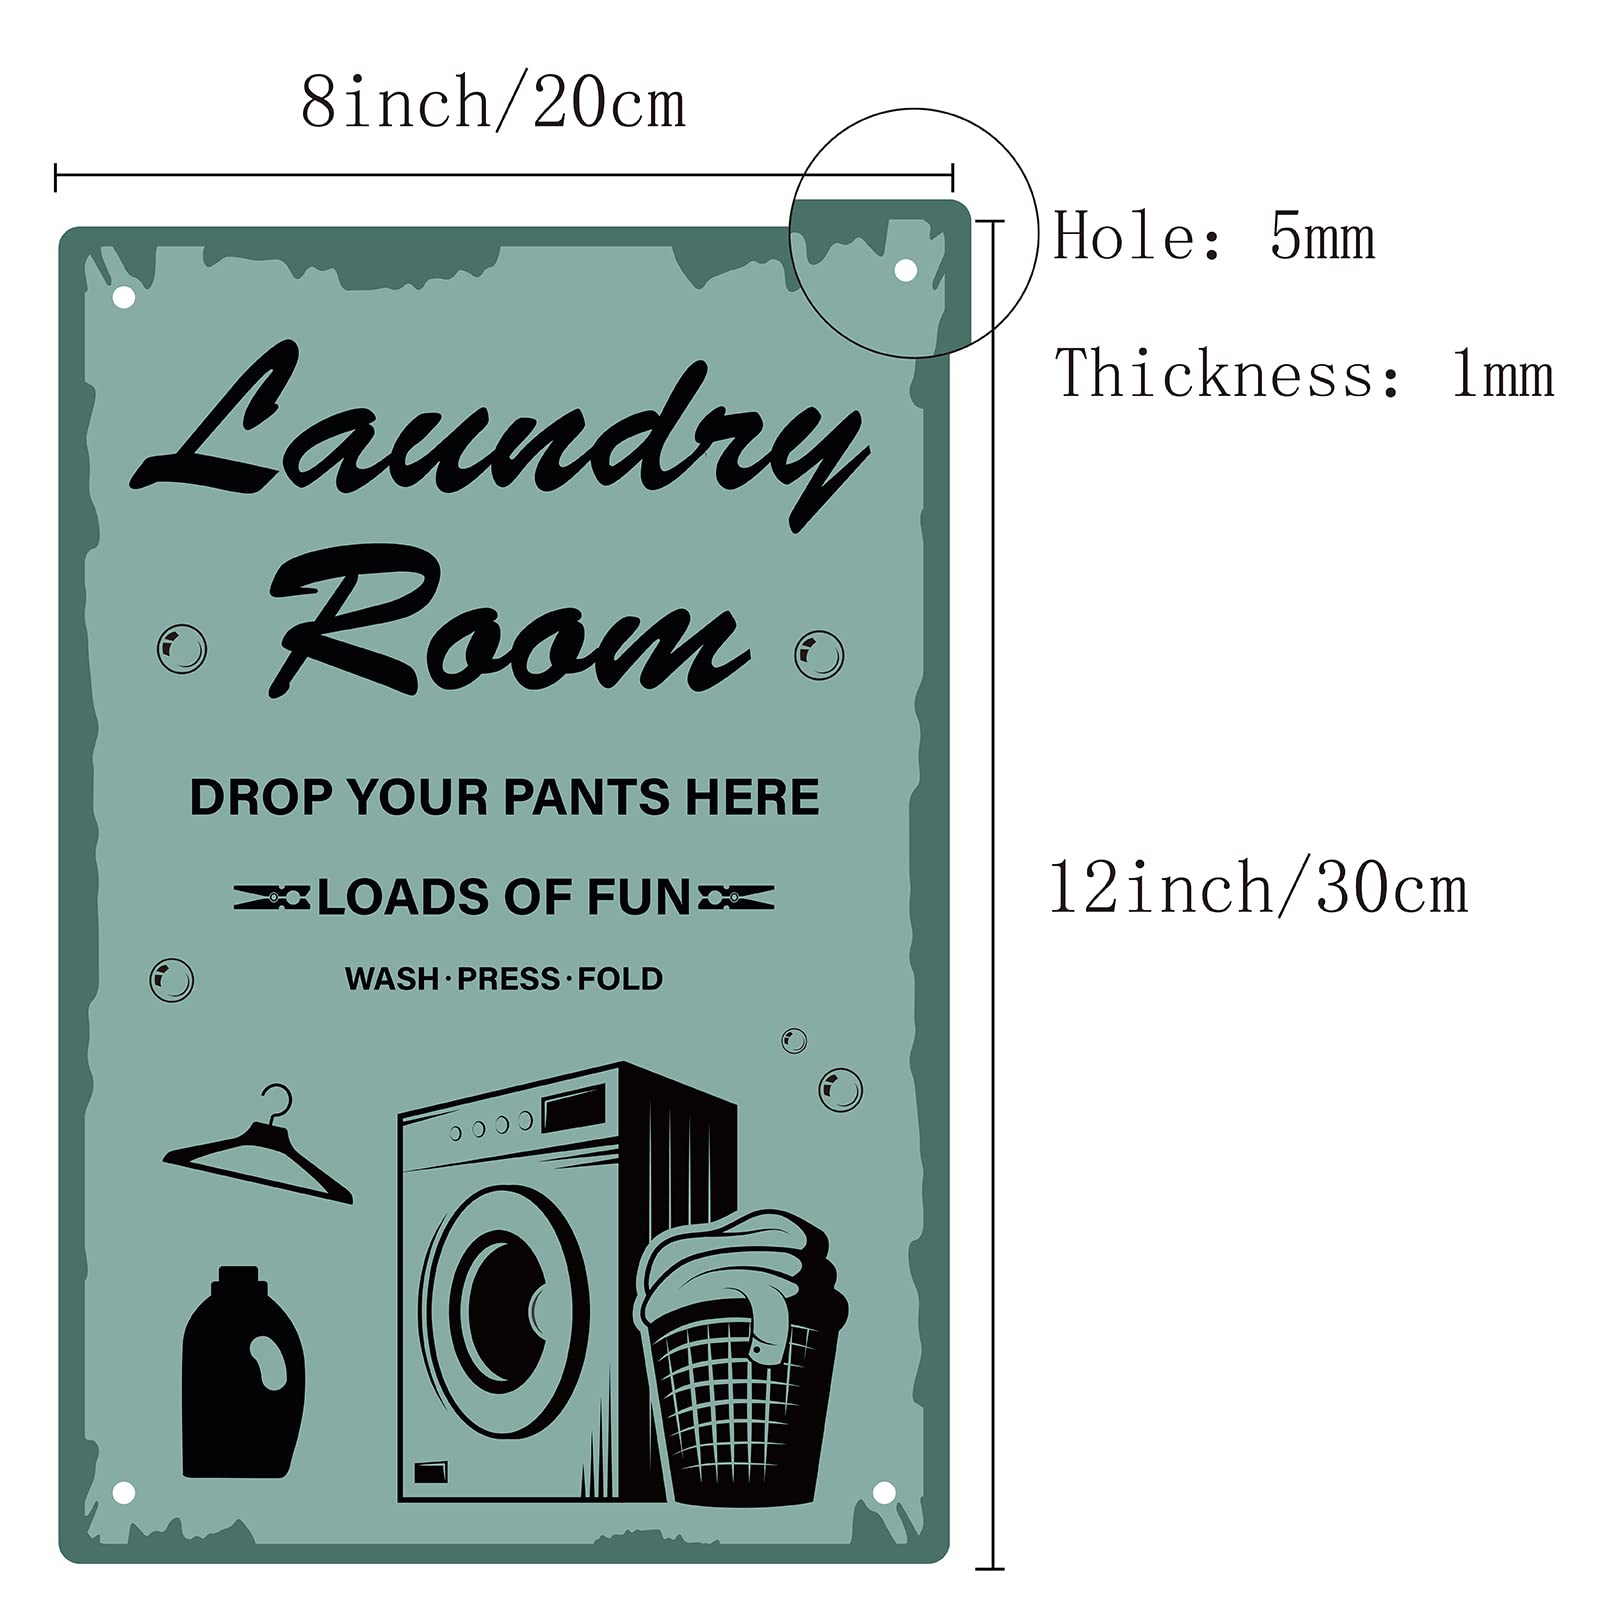 8inch/20cm
Hole: 5mm
Thickness: 1mm
Laundry
Room
DROP YOUR PANTS HERE
LOADS OF FUN
WASH·PRESS·FOLD
12inch/30cm